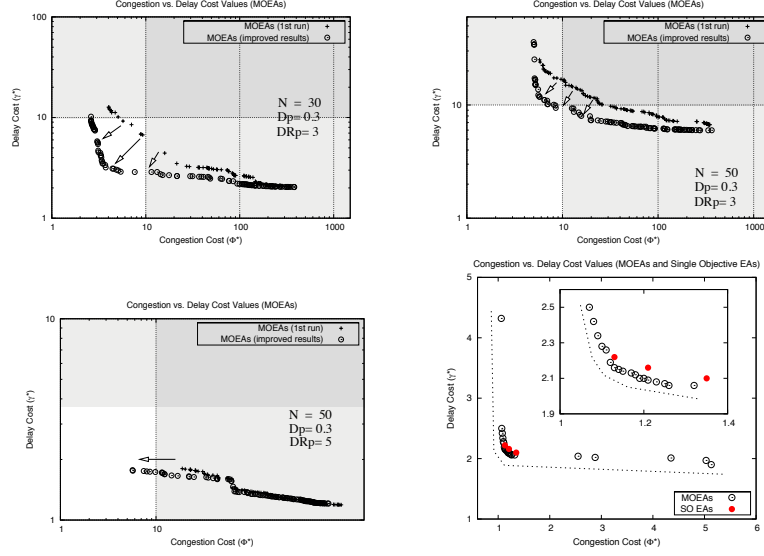 Congestion vs. Delay Cost Values (MOEAs)
MOEAs (1st run)
MOEAs (improved results)
100
10
1
Delay Cost (γ*)
N = 30
Dp= 0.3
DRp= 3
1 10 100 1000
Congestion Cost (Φ*)
Congestion vs. Delay Cost Values (MOEAs)
MOEAs (1st run)
MOEAs (improved results)
10
1
Delay Cost (γ*)
N = 50
Dp= 0.3
DRp= 3
1 10 100 1000
Congestion Cost (Φ*)
Congestion vs. Delay Cost Values (MOEAs)
MOEAs (1st run)
MOEAs (improved results)
10
1
Delay Cost (γ*)
N = 50
Dp= 0.3
DRp= 5
1 10
Congestion Cost (Φ*)
Congestion vs. Delay Cost Values (MOEAs and Single Objective EAs)
5
4
3
2
1
Delay Cost (γ*)
2.5
2.3
2.1
1.9
1 1.2 1.4
MOEAs
SO EAs
1 2 3 4 5 6
Congestion Cost (Φ*)